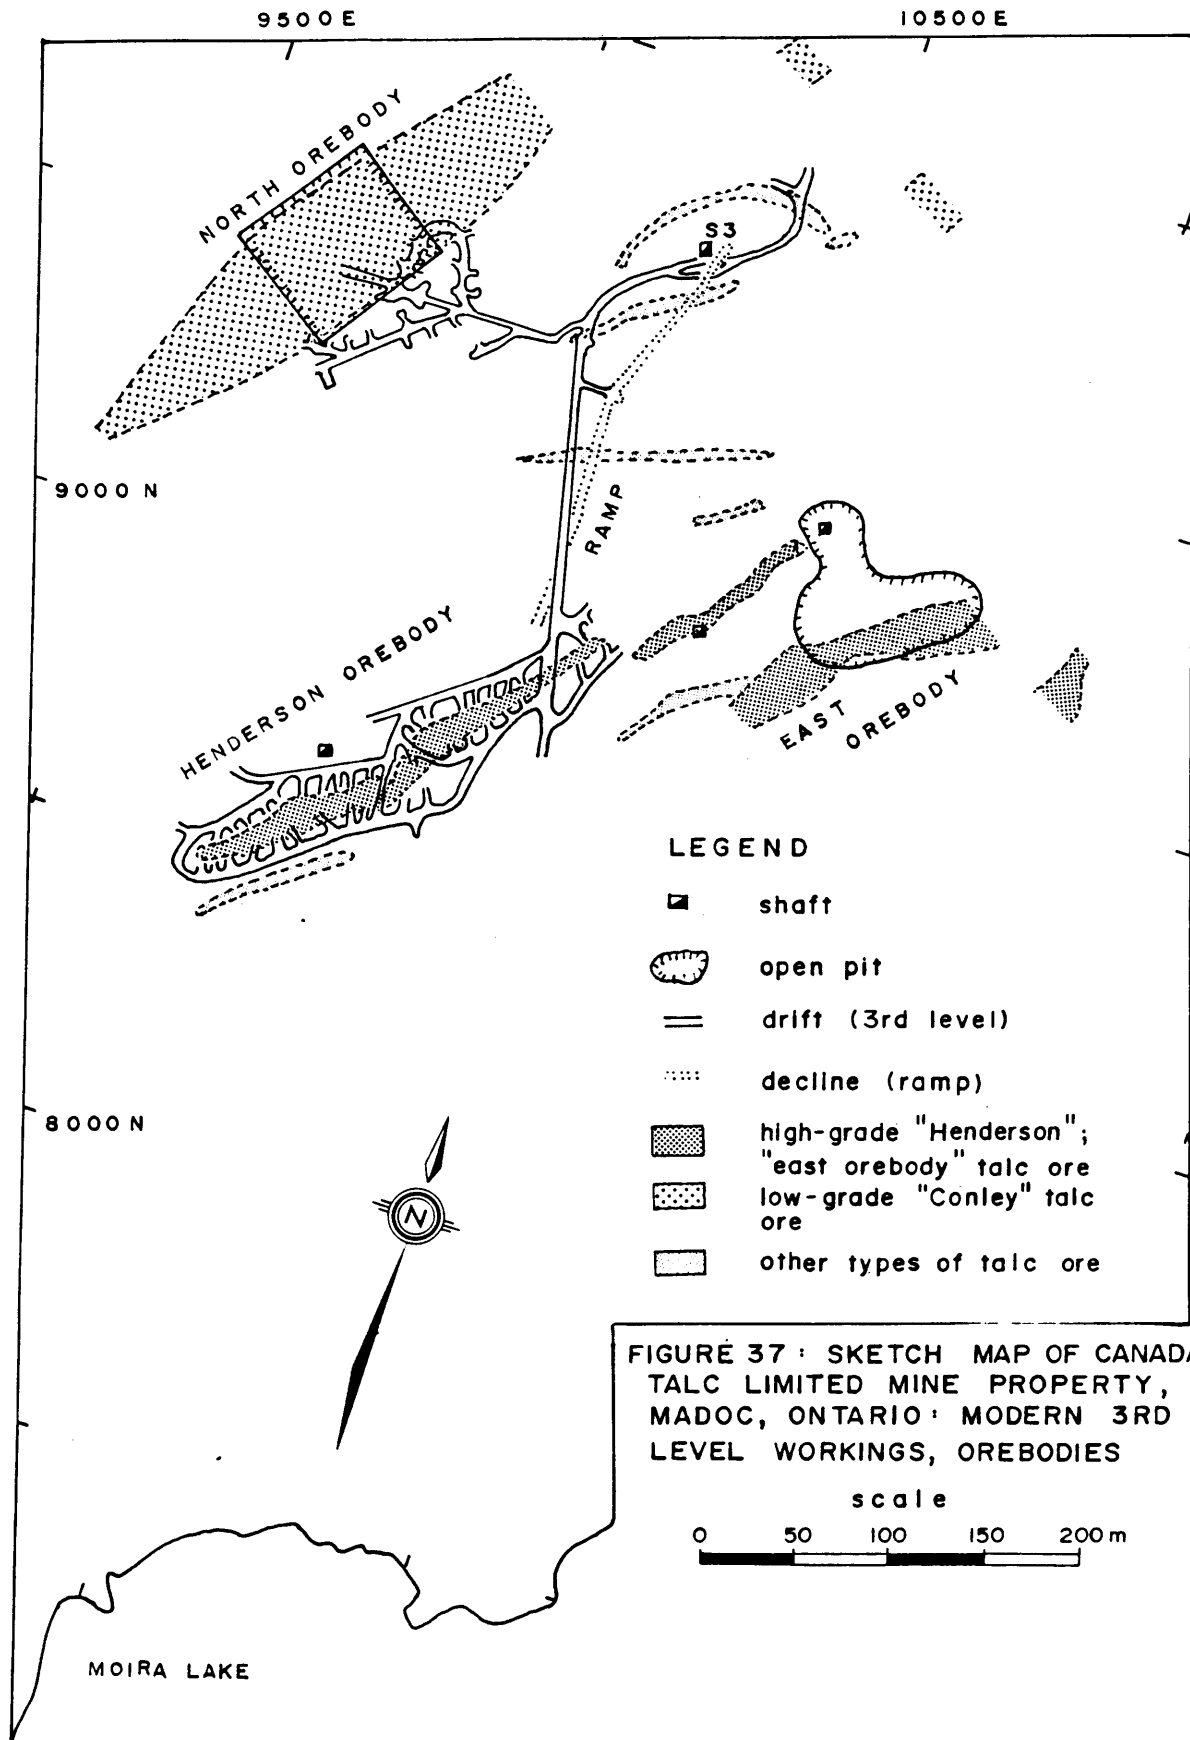 9500E
10500E
NORTH OREBODY
S3
9000 N
RAMP
HENDERSON OREBODY
EAST
OREBODY
LEGEND
shaft
open pit
drift (3rd level)
decline (ramp)
high-grade "Henderson";
"east orebody" talc ore
low-grade "Conley" talc
ore
other types of talc ore
8000 N
N
FIGURE 37 : SKETCH MAP OF CANADA
TALC LIMITED MINE PROPERTY,
MADOC, ONTARIO : MODERN 3RD
LEVEL WORKINGS, OREBODIES
scale
0 50 100 150 200 m
MOIRA LAKE